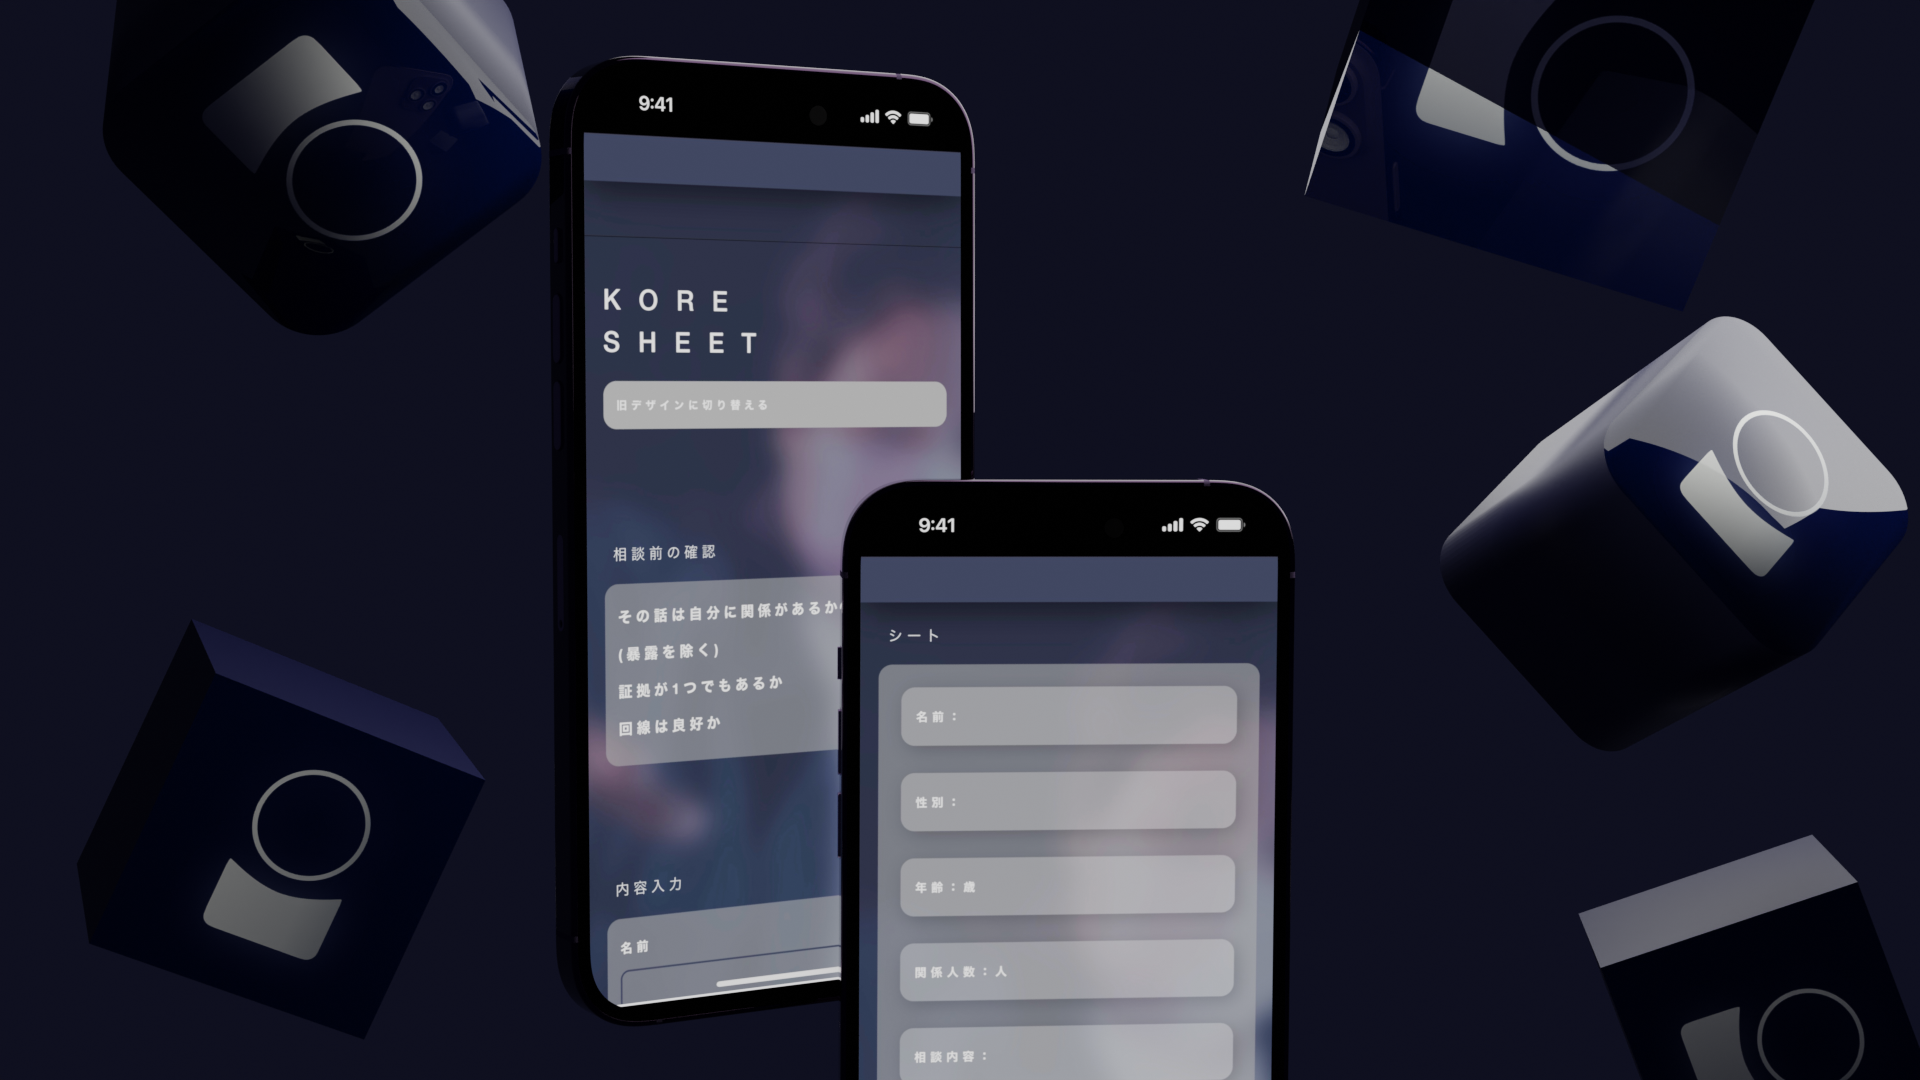 9:41
KORE
SHEET
旧デザインに切り替える
相談前の確認
その話は自分に関係があるか
(暴露を除く)
証拠が1つでもあるか
回線は良好か
内容入力
名前
9:41
シート
名前：
性別：
年齢：歳
関係人数：人
相談内容：